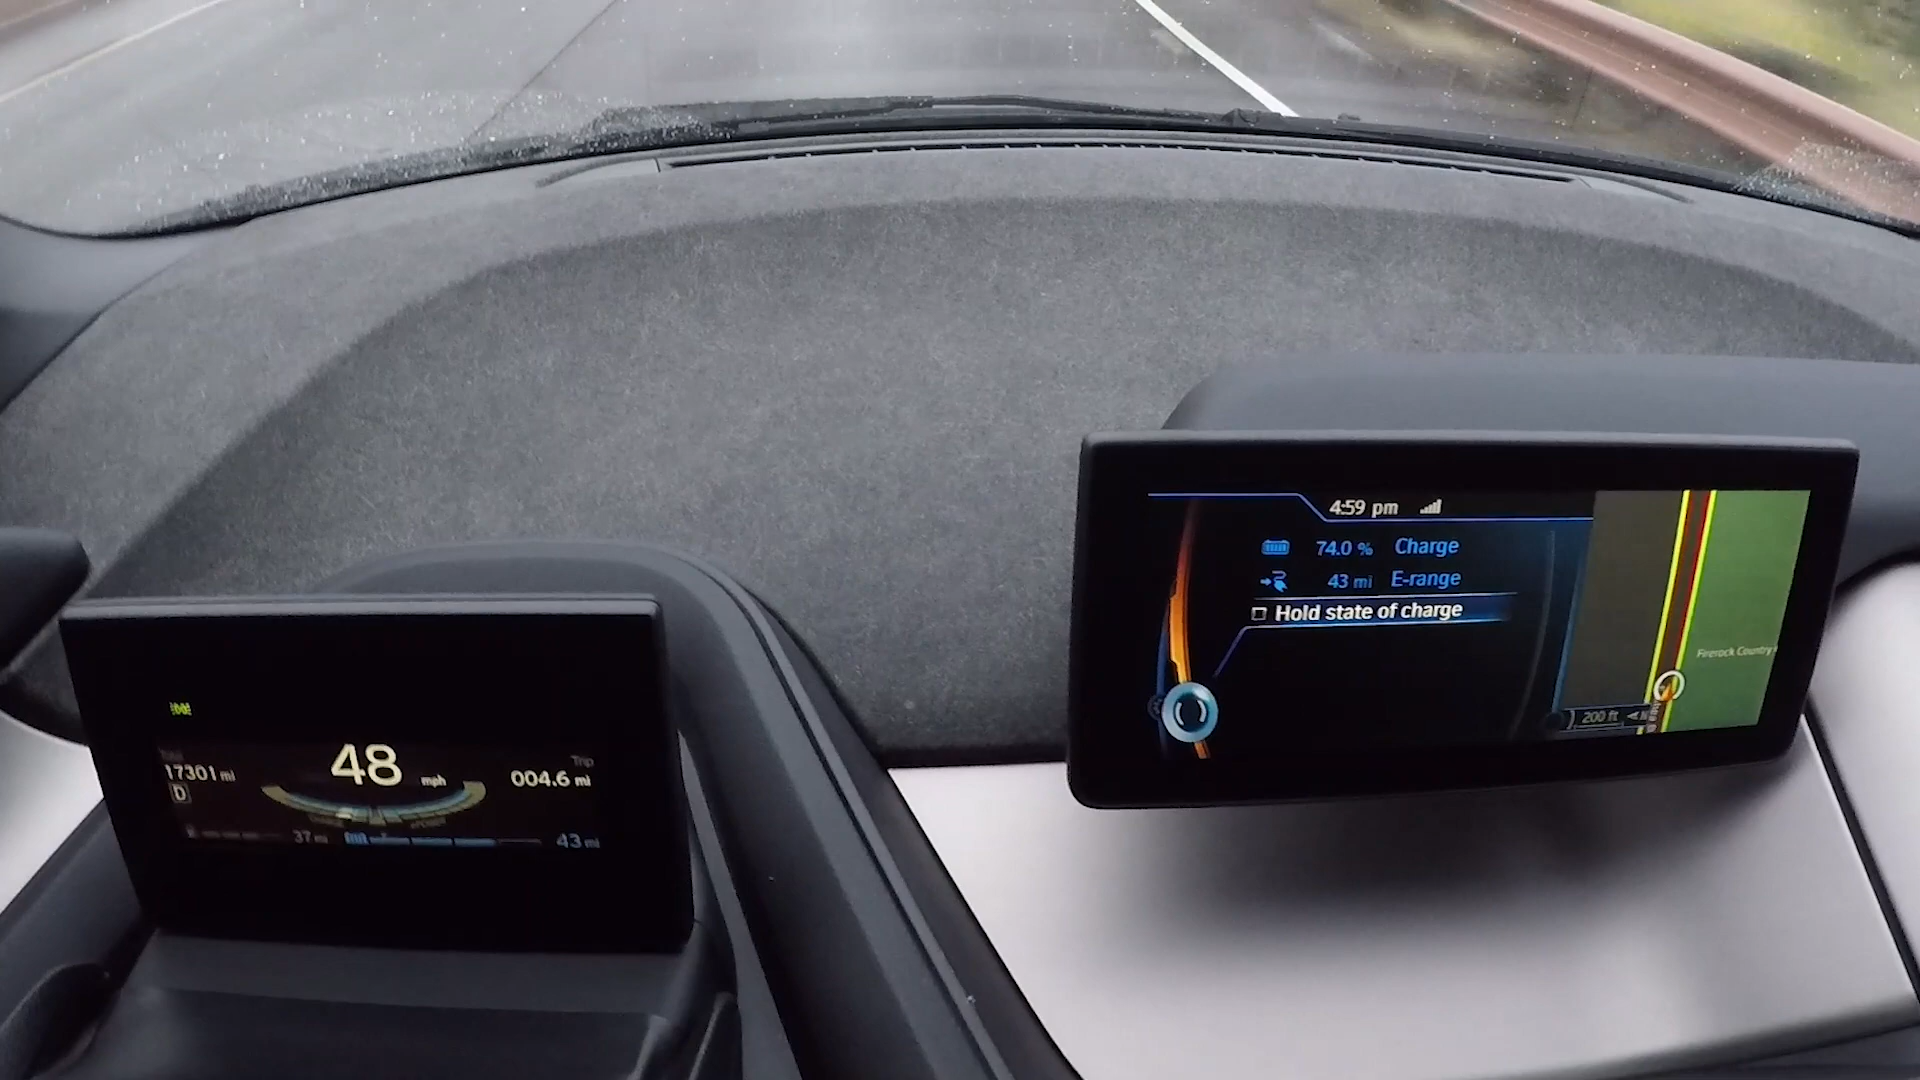 48 mph
Total
17301 mi
D
Trip
004.6 mi
37 mi
43 mi
4:59 pm
74.0 % Charge
43 mi E-range
Hold state of charge
Firerock Country
200 ft
N